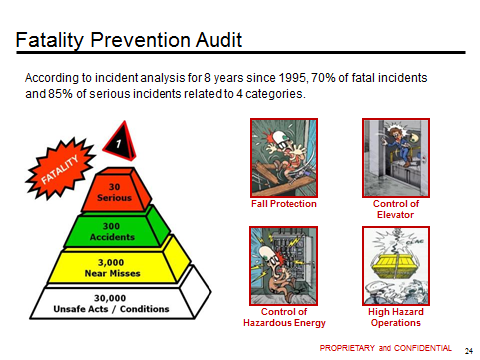 Fatality Prevention Audit
According to incident analysis for 8 years since 1995, 70% of fatal incidents
and 85% of serious incidents related to 4 categories.
1
FATALITY
30
Serious
300
Accidents
3,000
Near Misses
30,000
Unsafe Acts / Conditions
Fall Protection
Control of
Elevator
Control of
Hazardous Energy
High Hazard
Operations
PROPRIETARY and CONFIDENTIAL
24